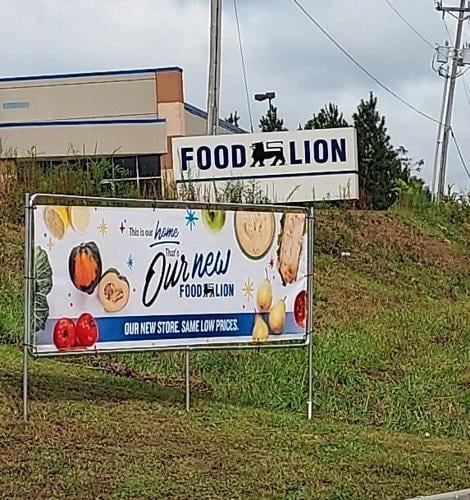 FOOD LION
This is our home
That's
Our new
FOOD LION
OUR NEW STORE. SAME LOW PRICES.